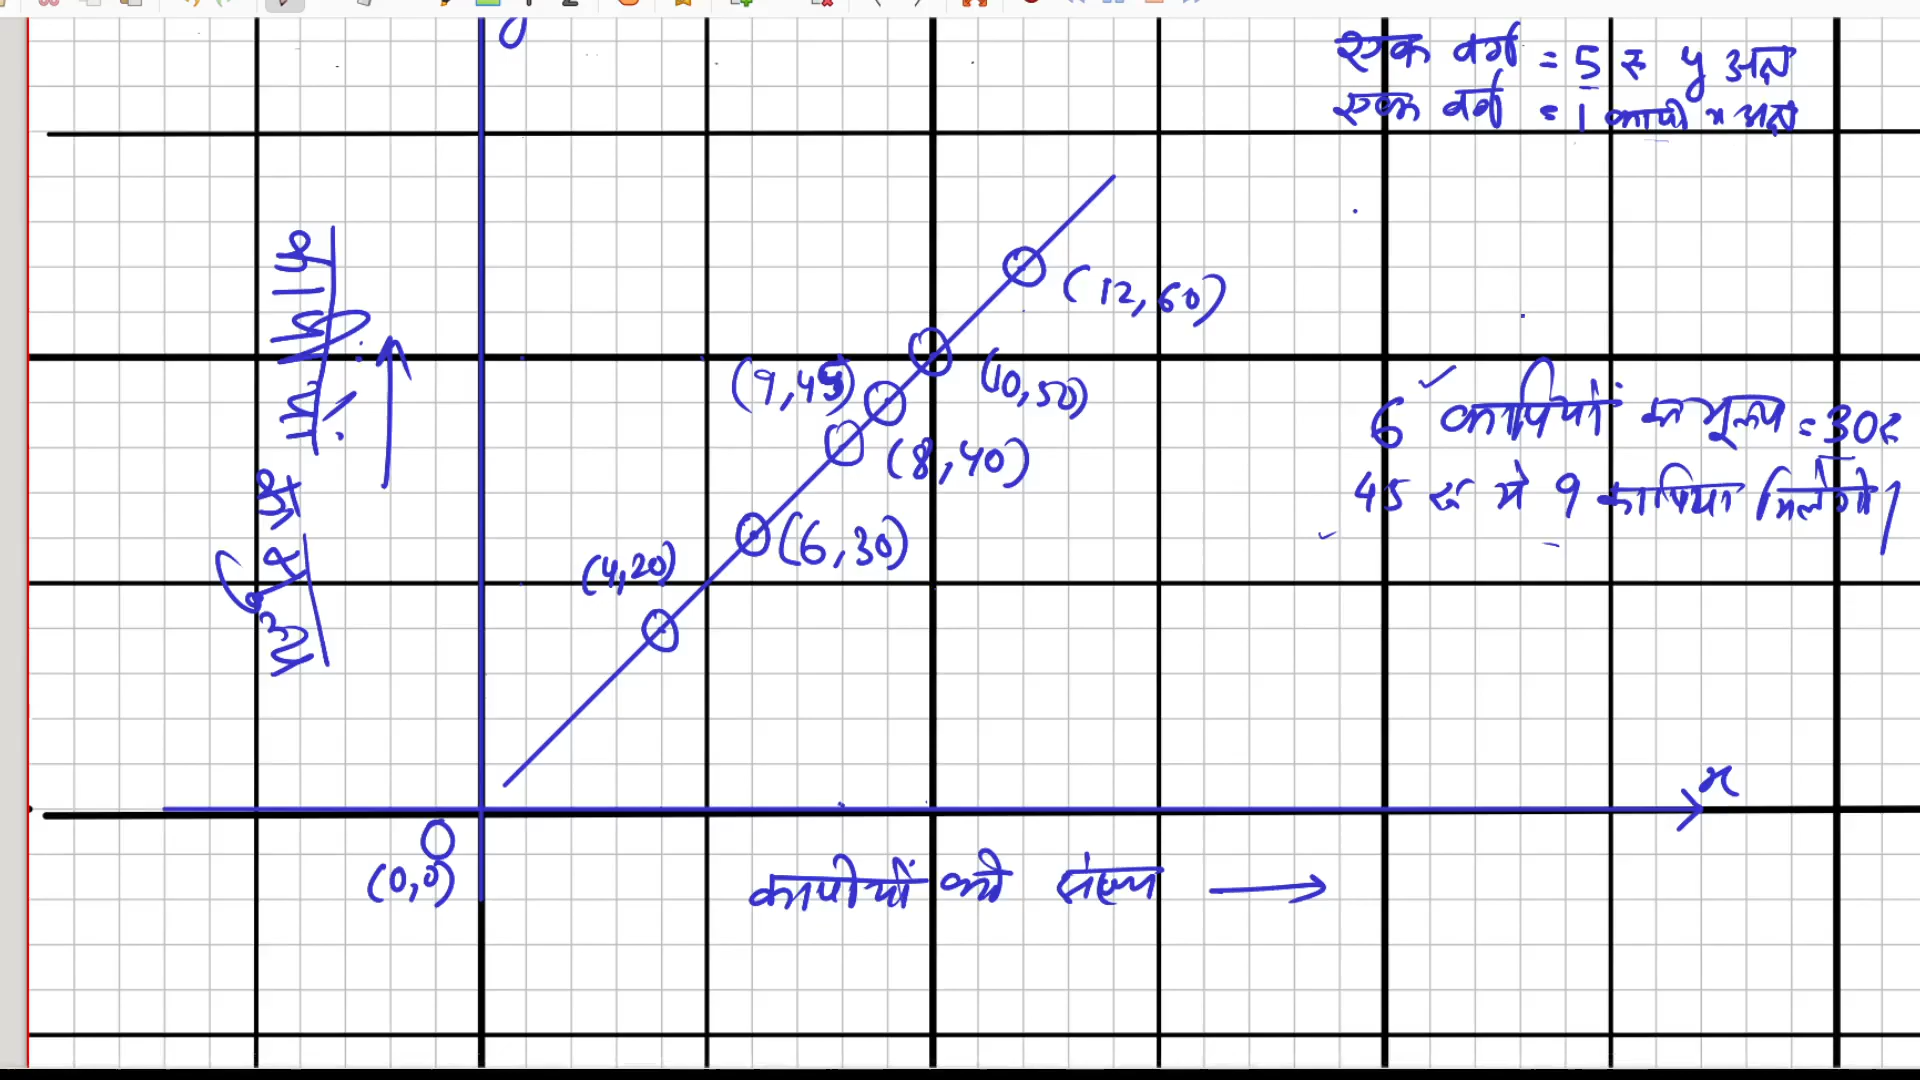 y
एक वर्ग = 5 रु y अक्ष
एक वर्ग = 1 कापी x अक्ष
(12, 60)
(9, 45)
(10, 50)
(8, 40)
6 कापियों का मूल्य = 30रु
45 रु में 9 कापियां मिलेगी।
(6, 30)
(4, 20)
x
O
(0, 0)
कापीयों की संख्या